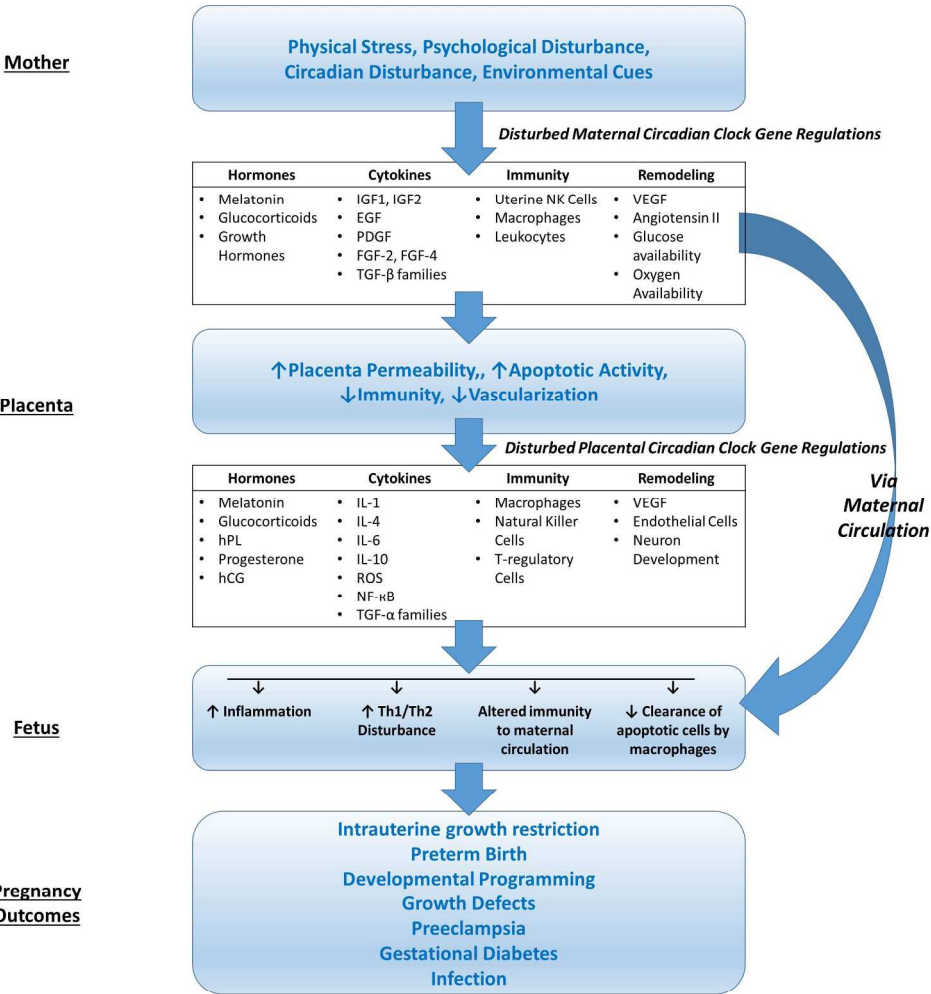 Mother
Physical Stress, Psychological Disturbance,
Circadian Disturbance, Environmental Cues
Disturbed Maternal Circadian Clock Gene Regulations
Hormones
• Melatonin
• Glucocorticoids
• Growth
Hormones
Cytokines
• IGF1, IGF2
• EGF
• PDGF
• FGF-2, FGF-4
• TGF-β families
Immunity
• Uterine NK Cells
• Macrophages
• Leukocytes
Remodeling
• VEGF
• Angiotensin II
• Glucose
availability
• Oxygen
Availability
Placenta
↑Placenta Permeability,, ↑Apoptotic Activity,
↓Immunity, ↓Vascularization
Disturbed Placental Circadian Clock Gene Regulations
Hormones
• Melatonin
• Glucocorticoids
• hPL
• Progesterone
• hCG
Cytokines
• IL-1
• IL-4
• IL-6
• IL-10
• ROS
• NF-κB
• TGF-α families
Immunity
• Macrophages
• Natural Killer
Cells
• T-regulatory
Cells
Remodeling
• VEGF
• Endothelial Cells
• Neuron
Development
Via
Maternal
Circulation
Fetus
↑ Inflammation
↑ Th1/Th2
Disturbance
Altered immunity
to maternal
circulation
↓ Clearance of
apoptotic cells by
macrophages
Pregnancy
Outcomes
Intrauterine growth restriction
Preterm Birth
Developmental Programming
Growth Defects
Preeclampsia
Gestational Diabetes
Infection